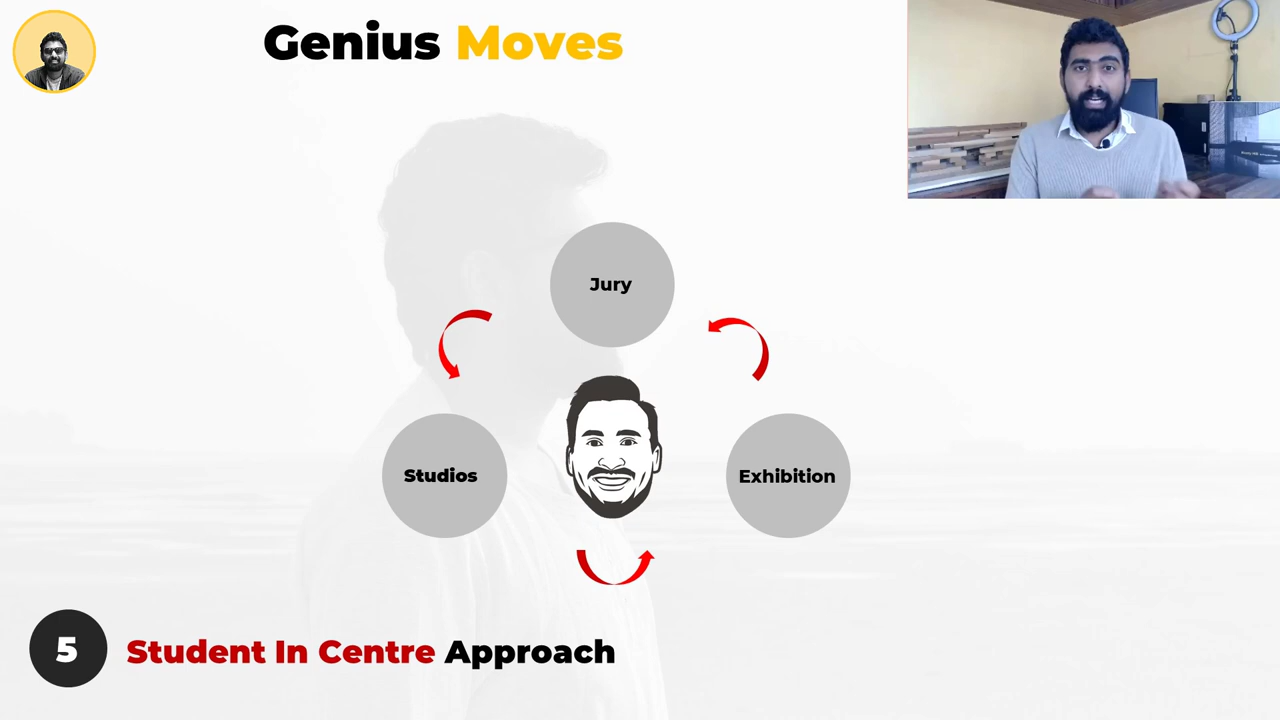 Genius Moves
Jury
Studios
Exhibition
5
Student In Centre Approach